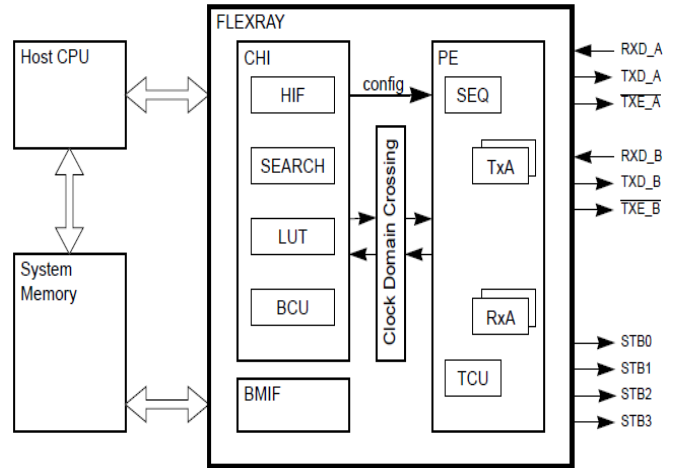 FLEXRAY
Host CPU
CHI
PE
RXD_A
TXD_A
TXE_A
HIF
config
SEQ
SEARCH
TxA
RXD_B
TXD_B
TXE_B
LUT
Clock Domain Crossing
System
Memory
BCU
RxA
STB0
STB1
STB2
STB3
TCU
BMIF